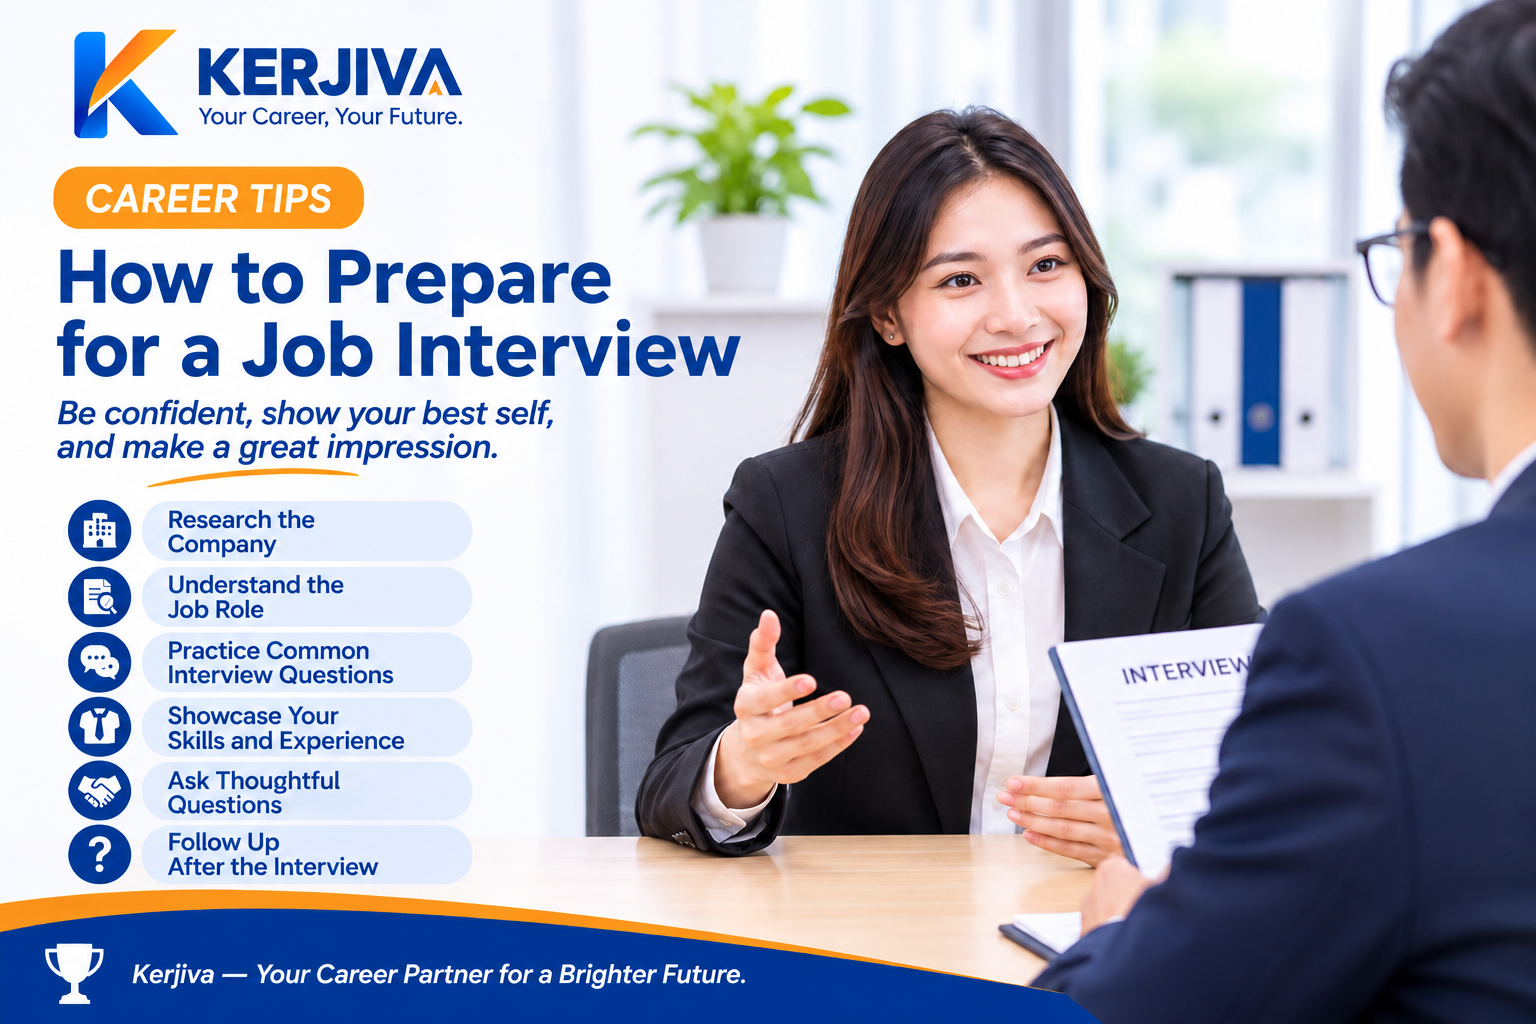 KERJIVA
Your Career, Your Future.
CAREER TIPS
How to Prepare
for a Job Interview
Be confident, show your best self,
and make a great impression.
Research the
Company
Understand the
Job Role
Practice Common
Interview Questions
Showcase Your
Skills and Experience
Ask Thoughtful
Questions
?
Follow Up
After the Interview
INTERVIEW
Kerjiva — Your Career Partner for a Brighter Future.